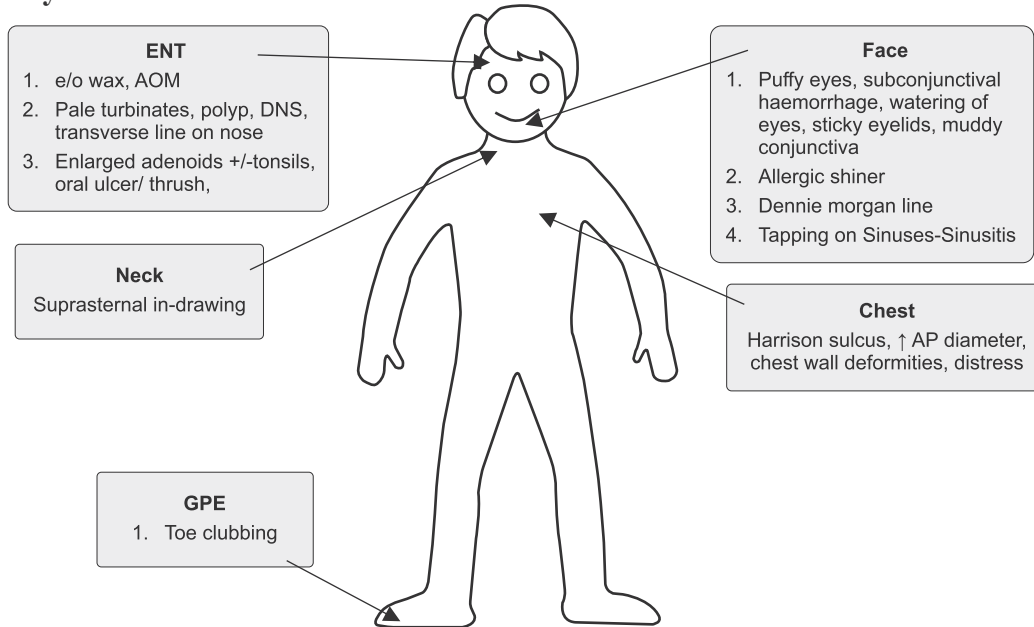 ENT
1. e/o wax, AOM
2. Pale turbinates, polyp, DNS,
transverse line on nose
3. Enlarged adenoids +/-tonsils,
oral ulcer/ thrush,
Neck
Suprasternal in-drawing
GPE
1. Toe clubbing
Face
1. Puffy eyes, subconjunctival
haemorrhage, watering of
eyes, sticky eyelids, muddy
conjunctiva
2. Allergic shiner
3. Dennie morgan line
4. Tapping on Sinuses-Sinusitis
Chest
Harrison sulcus, ↑ AP diameter,
chest wall deformities, distress